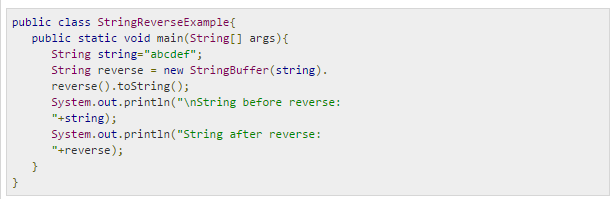 public class StringReverseExample{
public static void main(String[] args){
String string="abcdef";
String reverse = new StringBuffer(string).
reverse().toString();
System.out.println("\nString before reverse:
"+string);
System.out.println("String after reverse:
"+reverse);
}
}